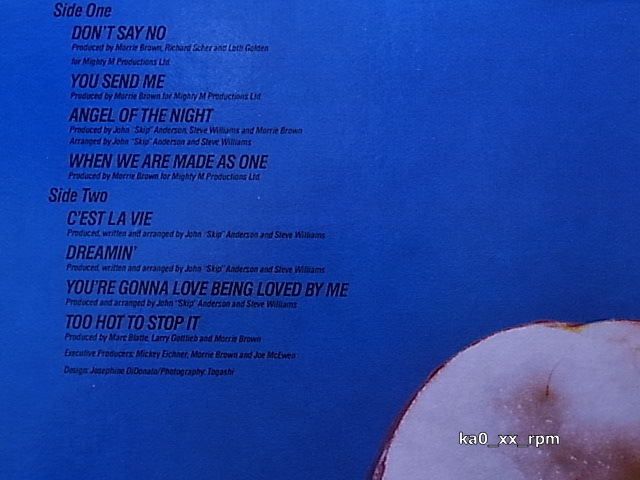 Side One
DON'T SAY NO
Produced by Morrie Brown, Richard Scher and Lotti Golden
for Mighty M Productions Ltd.
YOU SEND ME
Produced by Morrie Brown for Mighty M Productions Ltd.
ANGEL OF THE NIGHT
Produced by John "Skip" Anderson, Steve Williams and Morrie Brown
Arranged by John "Skip" Anderson and Steve Williams
WHEN WE ARE MADE AS ONE
Produced by Morrie Brown for Mighty M Productions Ltd.
Side Two
C'EST LA VIE
Produced, written and arranged by John "Skip" Anderson and Steve Williams
DREAMIN'
Produced, written and arranged by John "Skip" Anderson and Steve Williams
YOU'RE GONNA LOVE BEING LOVED BY ME
Produced and arranged by John "Skip" Anderson and Steve Williams
TOO HOT TO STOP IT
Produced by Marc Blatte, Larry Gottlieb and Morrie Brown
Executive Producers: Mickey Eichner, Morrie Brown and Joe McEwen
Design: Josephine DiDonato/Photography: Togashi
ka0_xx_rpm